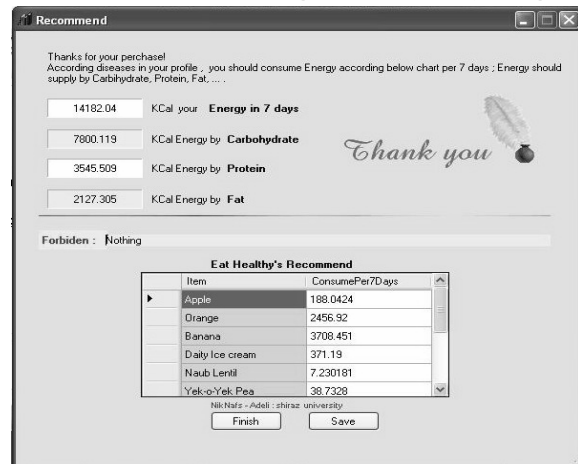 Recommend
Thanks for your perchase!
According diseases in your profile , you should consume Energy according below chart per 7 days ; Energy should
supply by Carbihydrate, Protein, Fat, ... .
14182.04 KCal your Energy in 7 days
7800.119 KCal Energy by Carbohydrate
Thank you
3545.509 KCal Energy by Protein
2127.305 KCal Energy by Fat
Forbiden : Nothing
Eat Healthy's Recommend
Item ConsumePer7Days
Apple 188.0424
Orange 2456.92
Banana 3708.451
Daity Ice cream 371.19
Naub Lentil 7.230181
Yek-o-Yek Pea 38.7328
NikNafs - Adeli : shiraz university
Finish Save